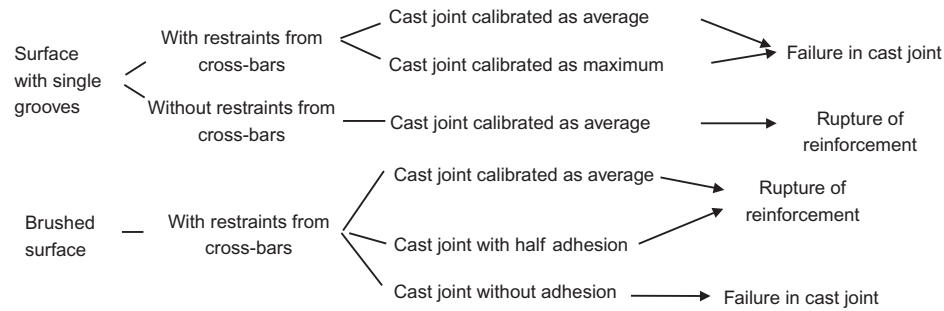 Surface
with single
grooves
With restraints from
cross-bars
Cast joint calibrated as average
Cast joint calibrated as maximum
Failure in cast joint
Without restraints from
cross-bars
Cast joint calibrated as average
Rupture of
reinforcement
Brushed
surface
With restraints from
cross-bars
Cast joint calibrated as average
Cast joint with half adhesion
Rupture of
reinforcement
Cast joint without adhesion
Failure in cast joint